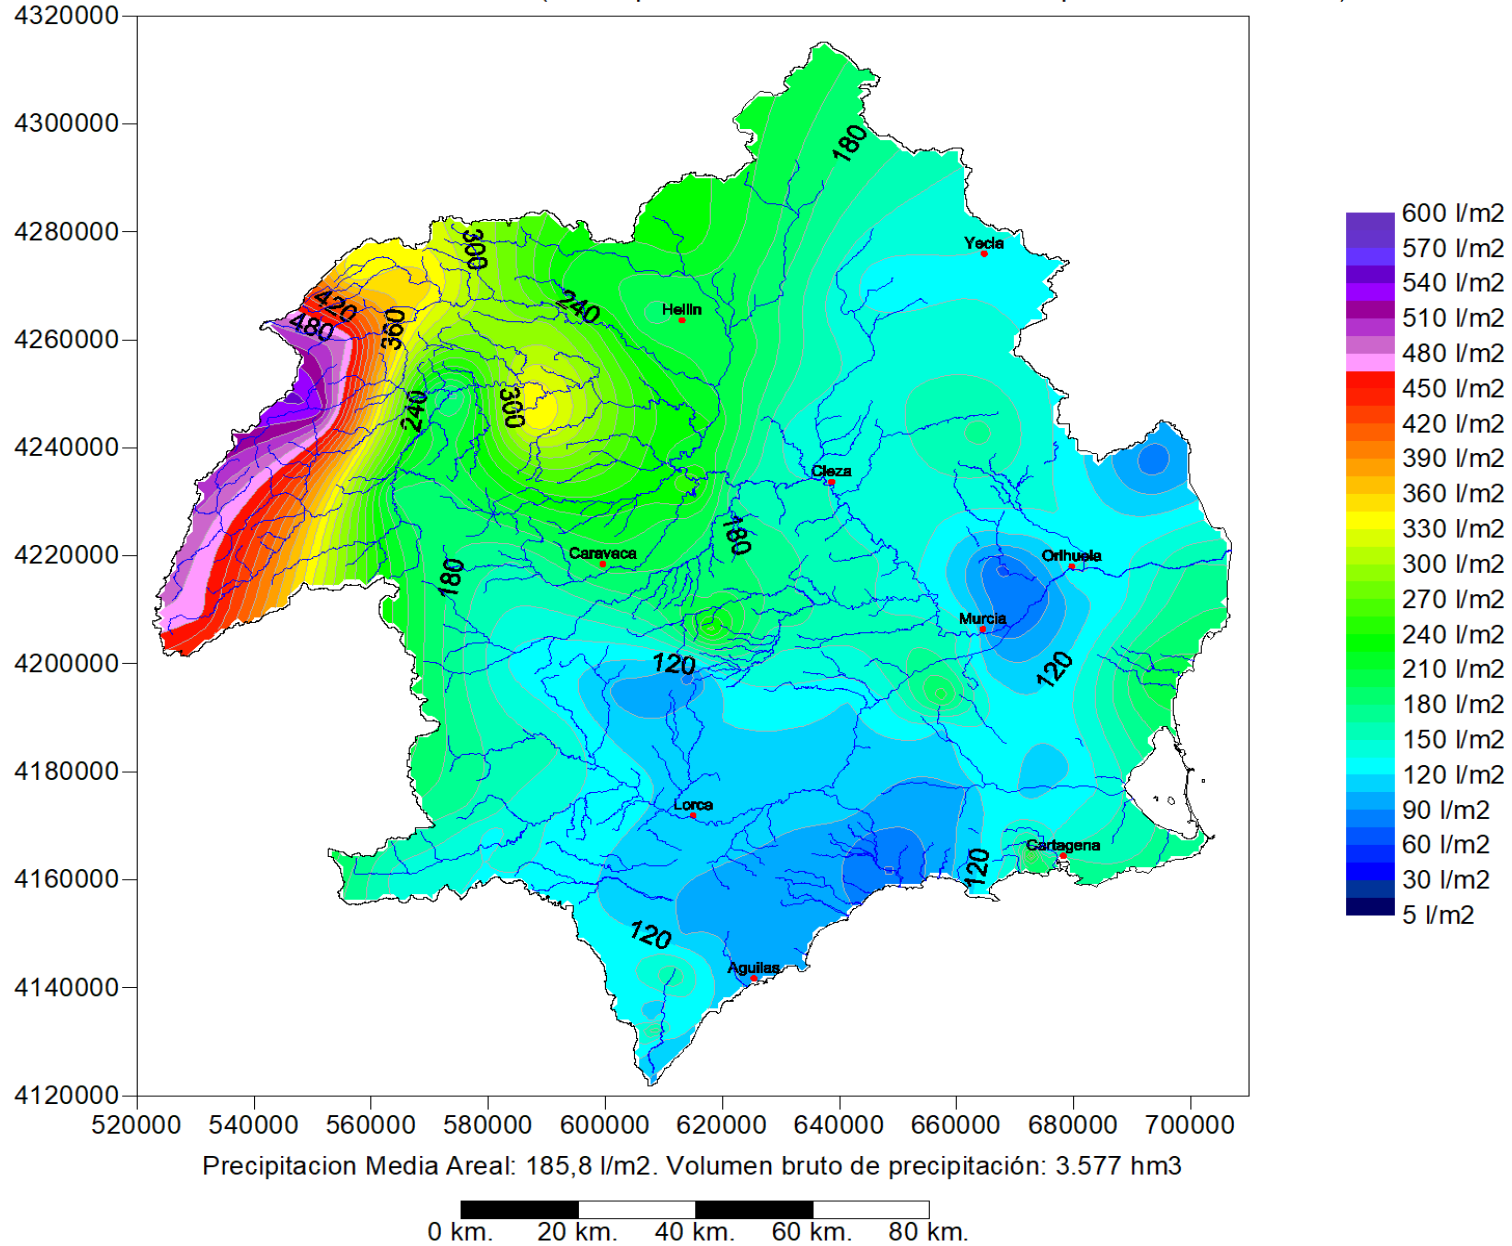 4320000
4300000
4280000
4260000
4240000
4220000
4200000
4180000
4160000
4140000
4120000
520000 540000 560000 580000 600000 620000 640000 660000 680000 700000
180
300
Yecla
240
Hellin
420
480
360
240
300
Cieza
180
Caravaca
Orihuela
180
Murcia
120
120
Lorca
Cartagena
120
120
Aguilas
600 l/m2
570 l/m2
540 l/m2
510 l/m2
480 l/m2
450 l/m2
420 l/m2
390 l/m2
360 l/m2
330 l/m2
300 l/m2
270 l/m2
240 l/m2
210 l/m2
180 l/m2
150 l/m2
120 l/m2
90 l/m2
60 l/m2
30 l/m2
5 l/m2
Precipitacion Media Areal: 185,8 l/m2. Volumen bruto de precipitación: 3.577 hm3
0 km. 20 km. 40 km. 60 km. 80 km.